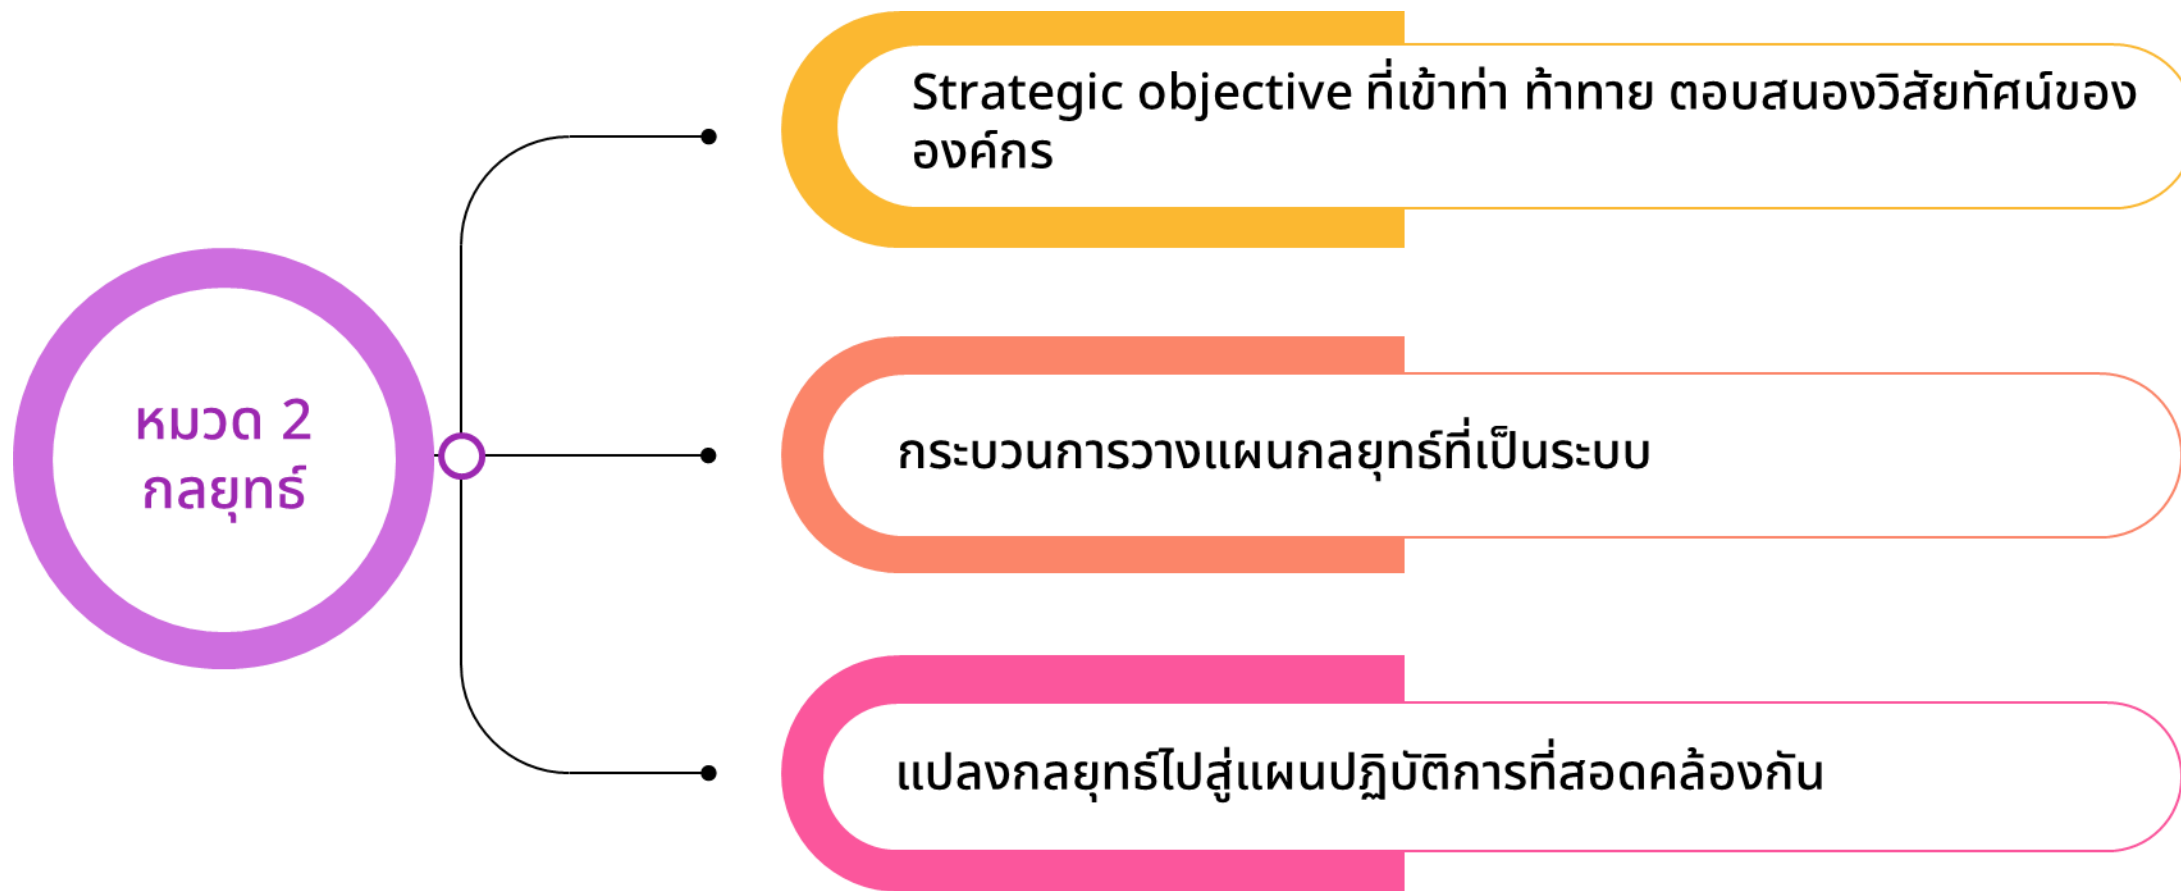 หมวด 2
กลยุทธ์
Strategic objective ที่เข้าท่า ท้าทาย ตอบสนองวิสัยทัศน์ของ
องค์กร
กระบวนการวางแผนกลยุทธ์ที่เป็นระบบ
แปลงกลยุทธ์ไปสู่แผนปฏิบัติการที่สอดคล้องกัน